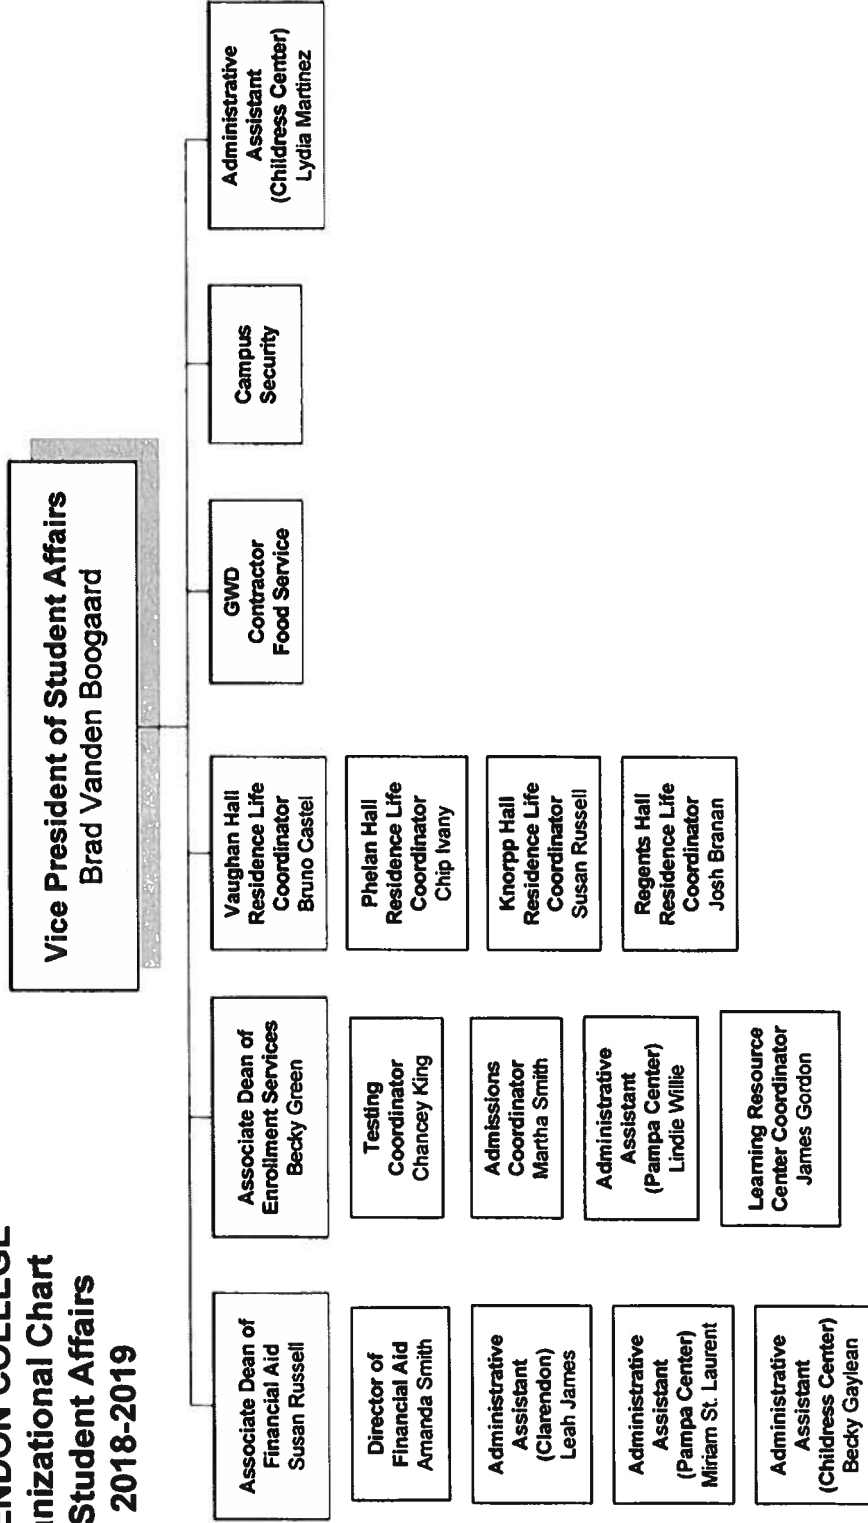 ENDON COLLEGE
nizational Chart
Student Affairs
2018-2019
Vice President of Student Affairs
Brad Vanden Boogaard
Associate Dean of
Financial Aid
Susan Russell
Director of
Financial Aid
Amanda Smith
Administrative
Assistant
(Clarendon)
Leah James
Administrative
Assistant
(Pampa Center)
Miriam St. Laurent
Administrative
Assistant
(Childress Center)
Becky Gaylean
Associate Dean of
Enrollment Services
Becky Green
Testing
Coordinator
Chancey King
Admissions
Coordinator
Martha Smith
Administrative
Assistant
(Pampa Center)
Lindie Willie
Learning Resource
Center Coordinator
James Gordon
Vaughan Hall
Residence Life
Coordinator
Bruno Castel
Phelan Hall
Residence Life
Coordinator
Chip Ivany
Knorpp Hall
Residence Life
Coordinator
Susan Russell
Regents Hall
Residence Life
Coordinator
Josh Branan
GWD
Contractor
Food Service
Campus
Security
Administrative
Assistant
(Childress Center)
Lydia Martinez